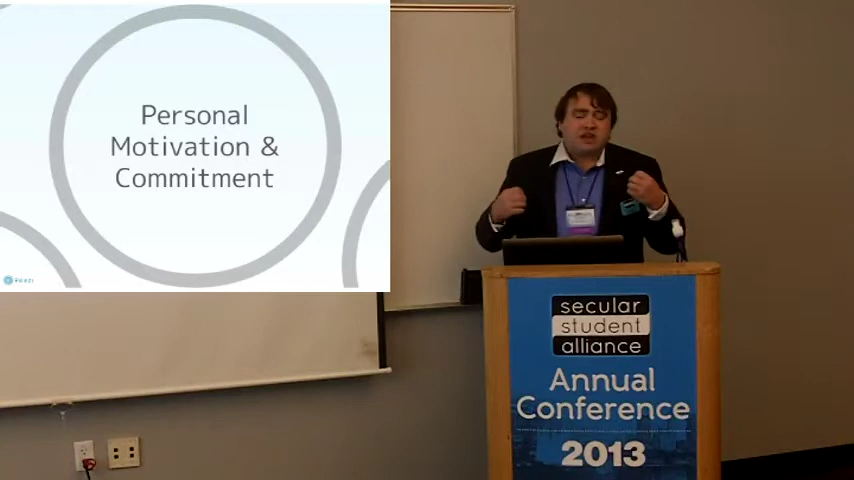 Personal
Motivation &
Commitment
secular
student
alliance
Annual
Conference
2013